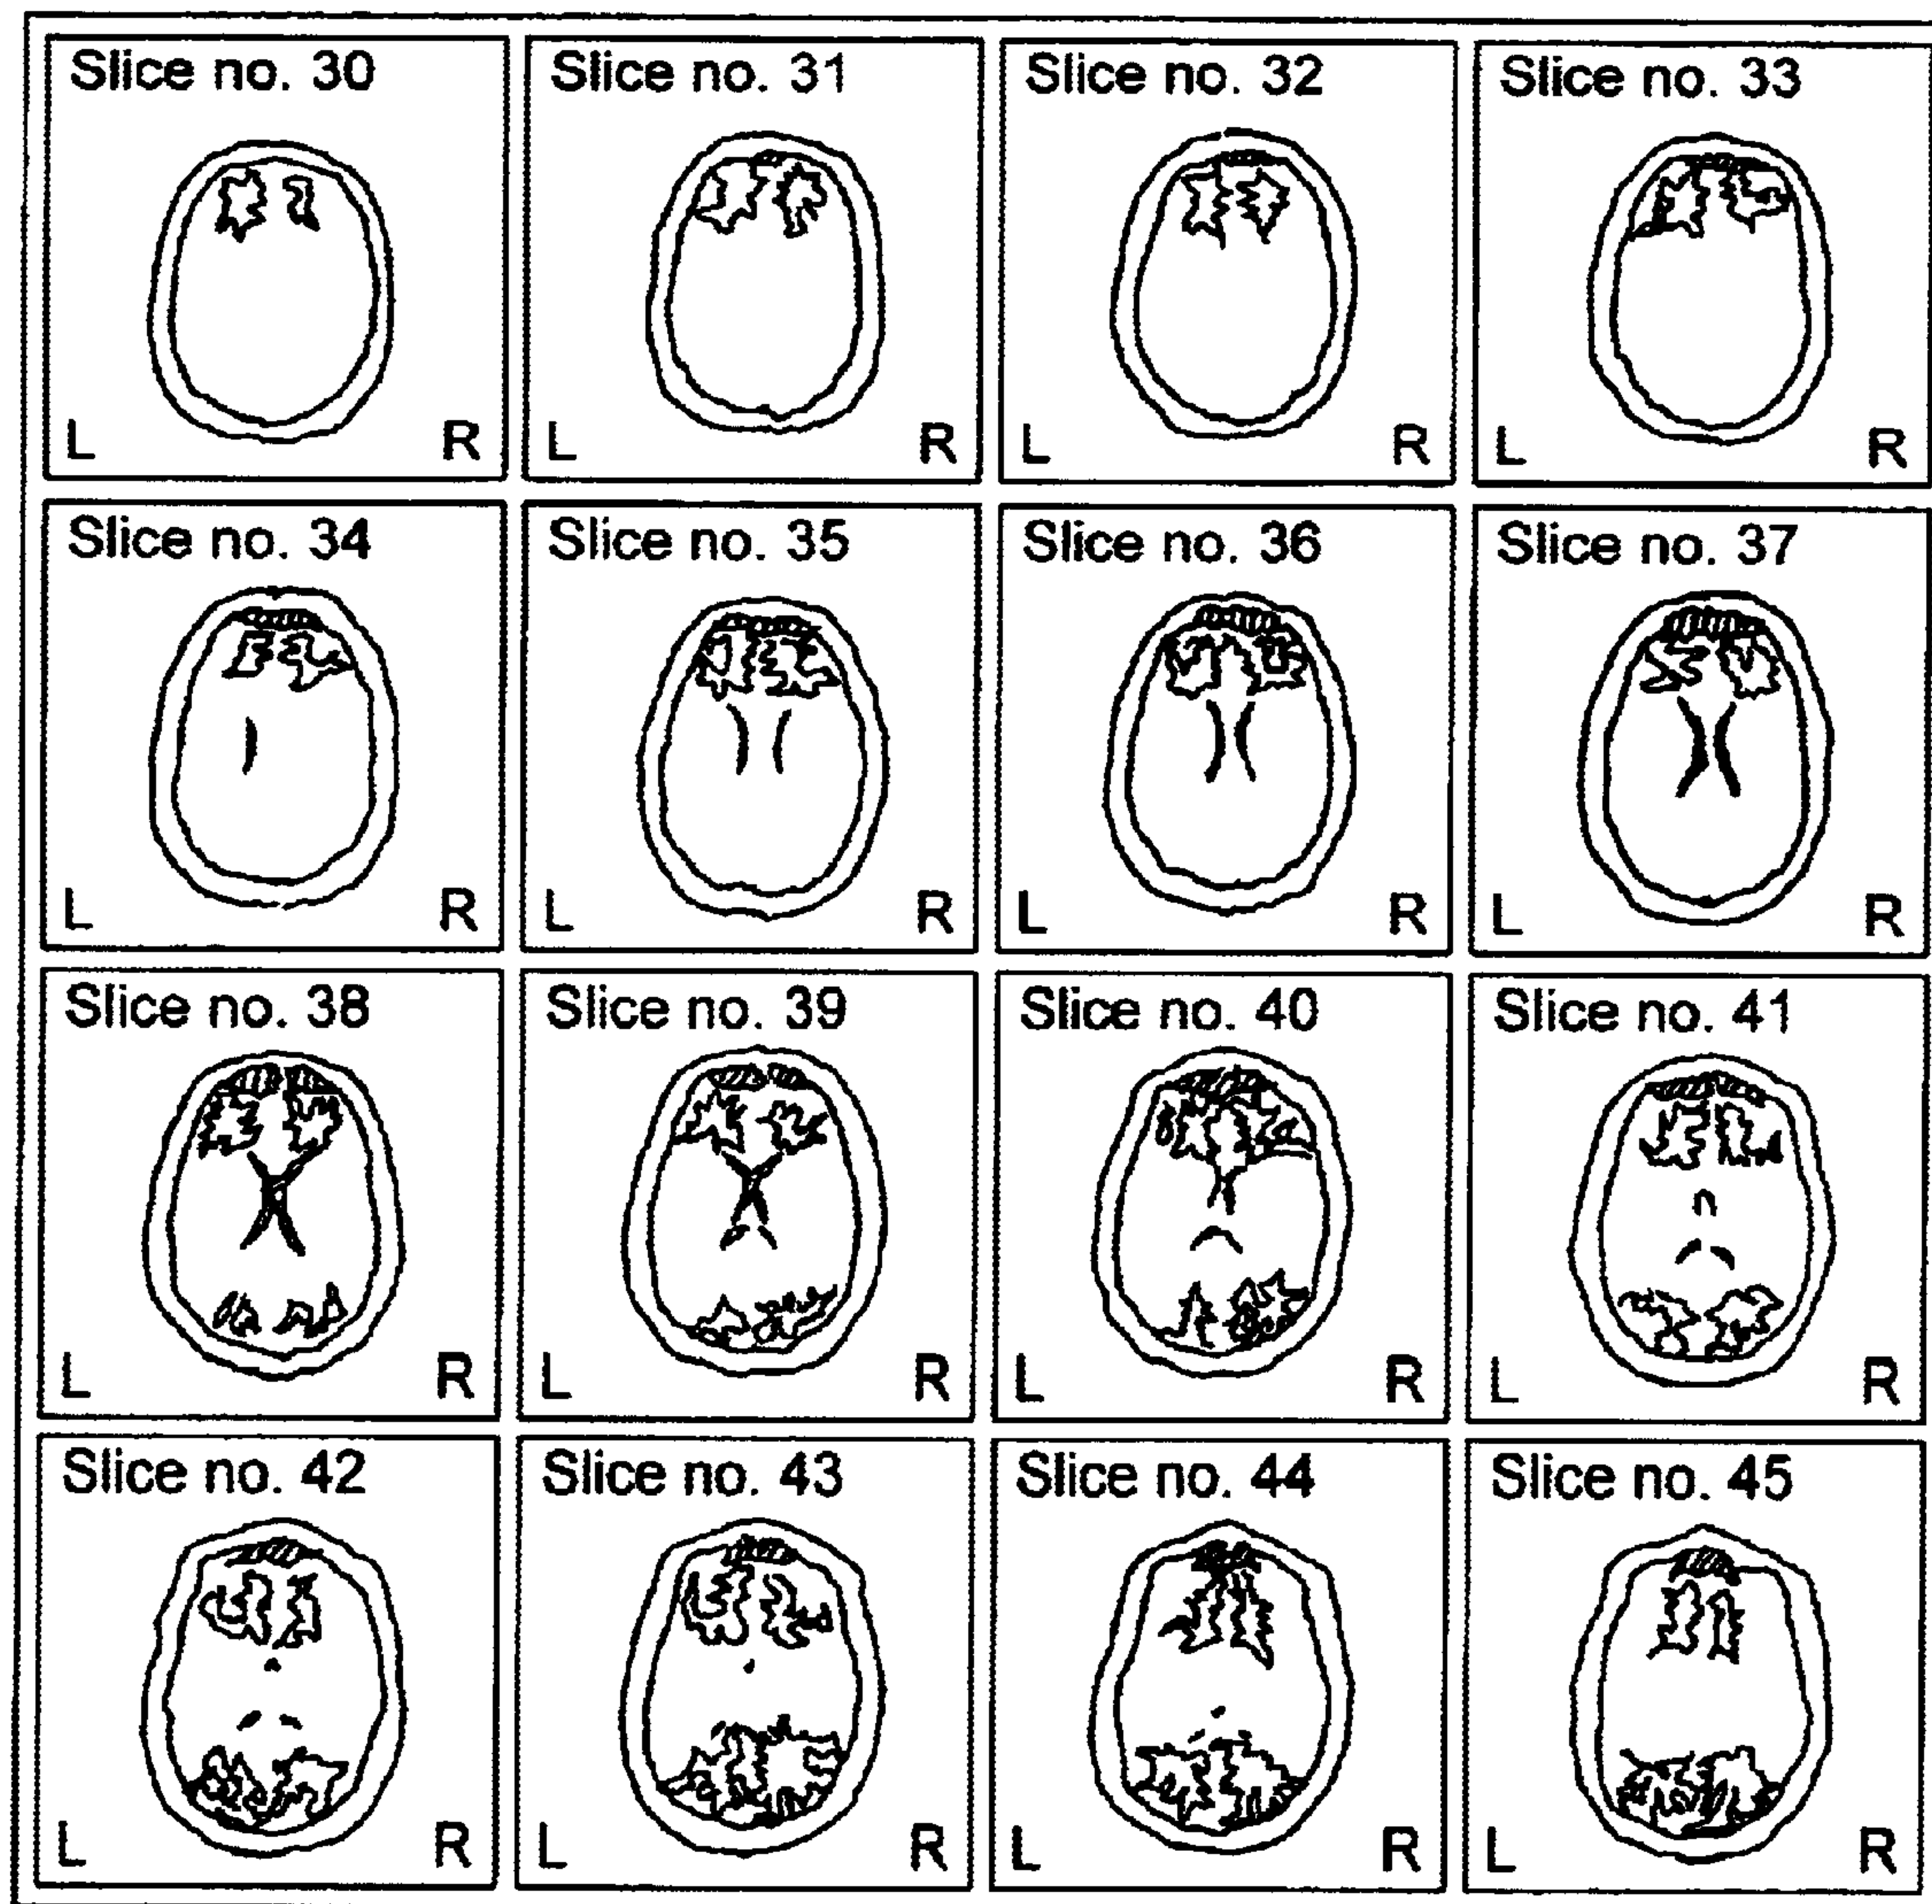 Slice no. 30
L R
Slice no. 31
L R
Slice no. 32
L R
Slice no. 33
L R
Slice no. 34
L R
Slice no. 35
L R
Slice no. 36
L R
Slice no. 37
L R
Slice no. 38
L R
Slice no. 39
L R
Slice no. 40
L R
Slice no. 41
L R
Slice no. 42
L R
Slice no. 43
L R
Slice no. 44
L R
Slice no. 45
L R